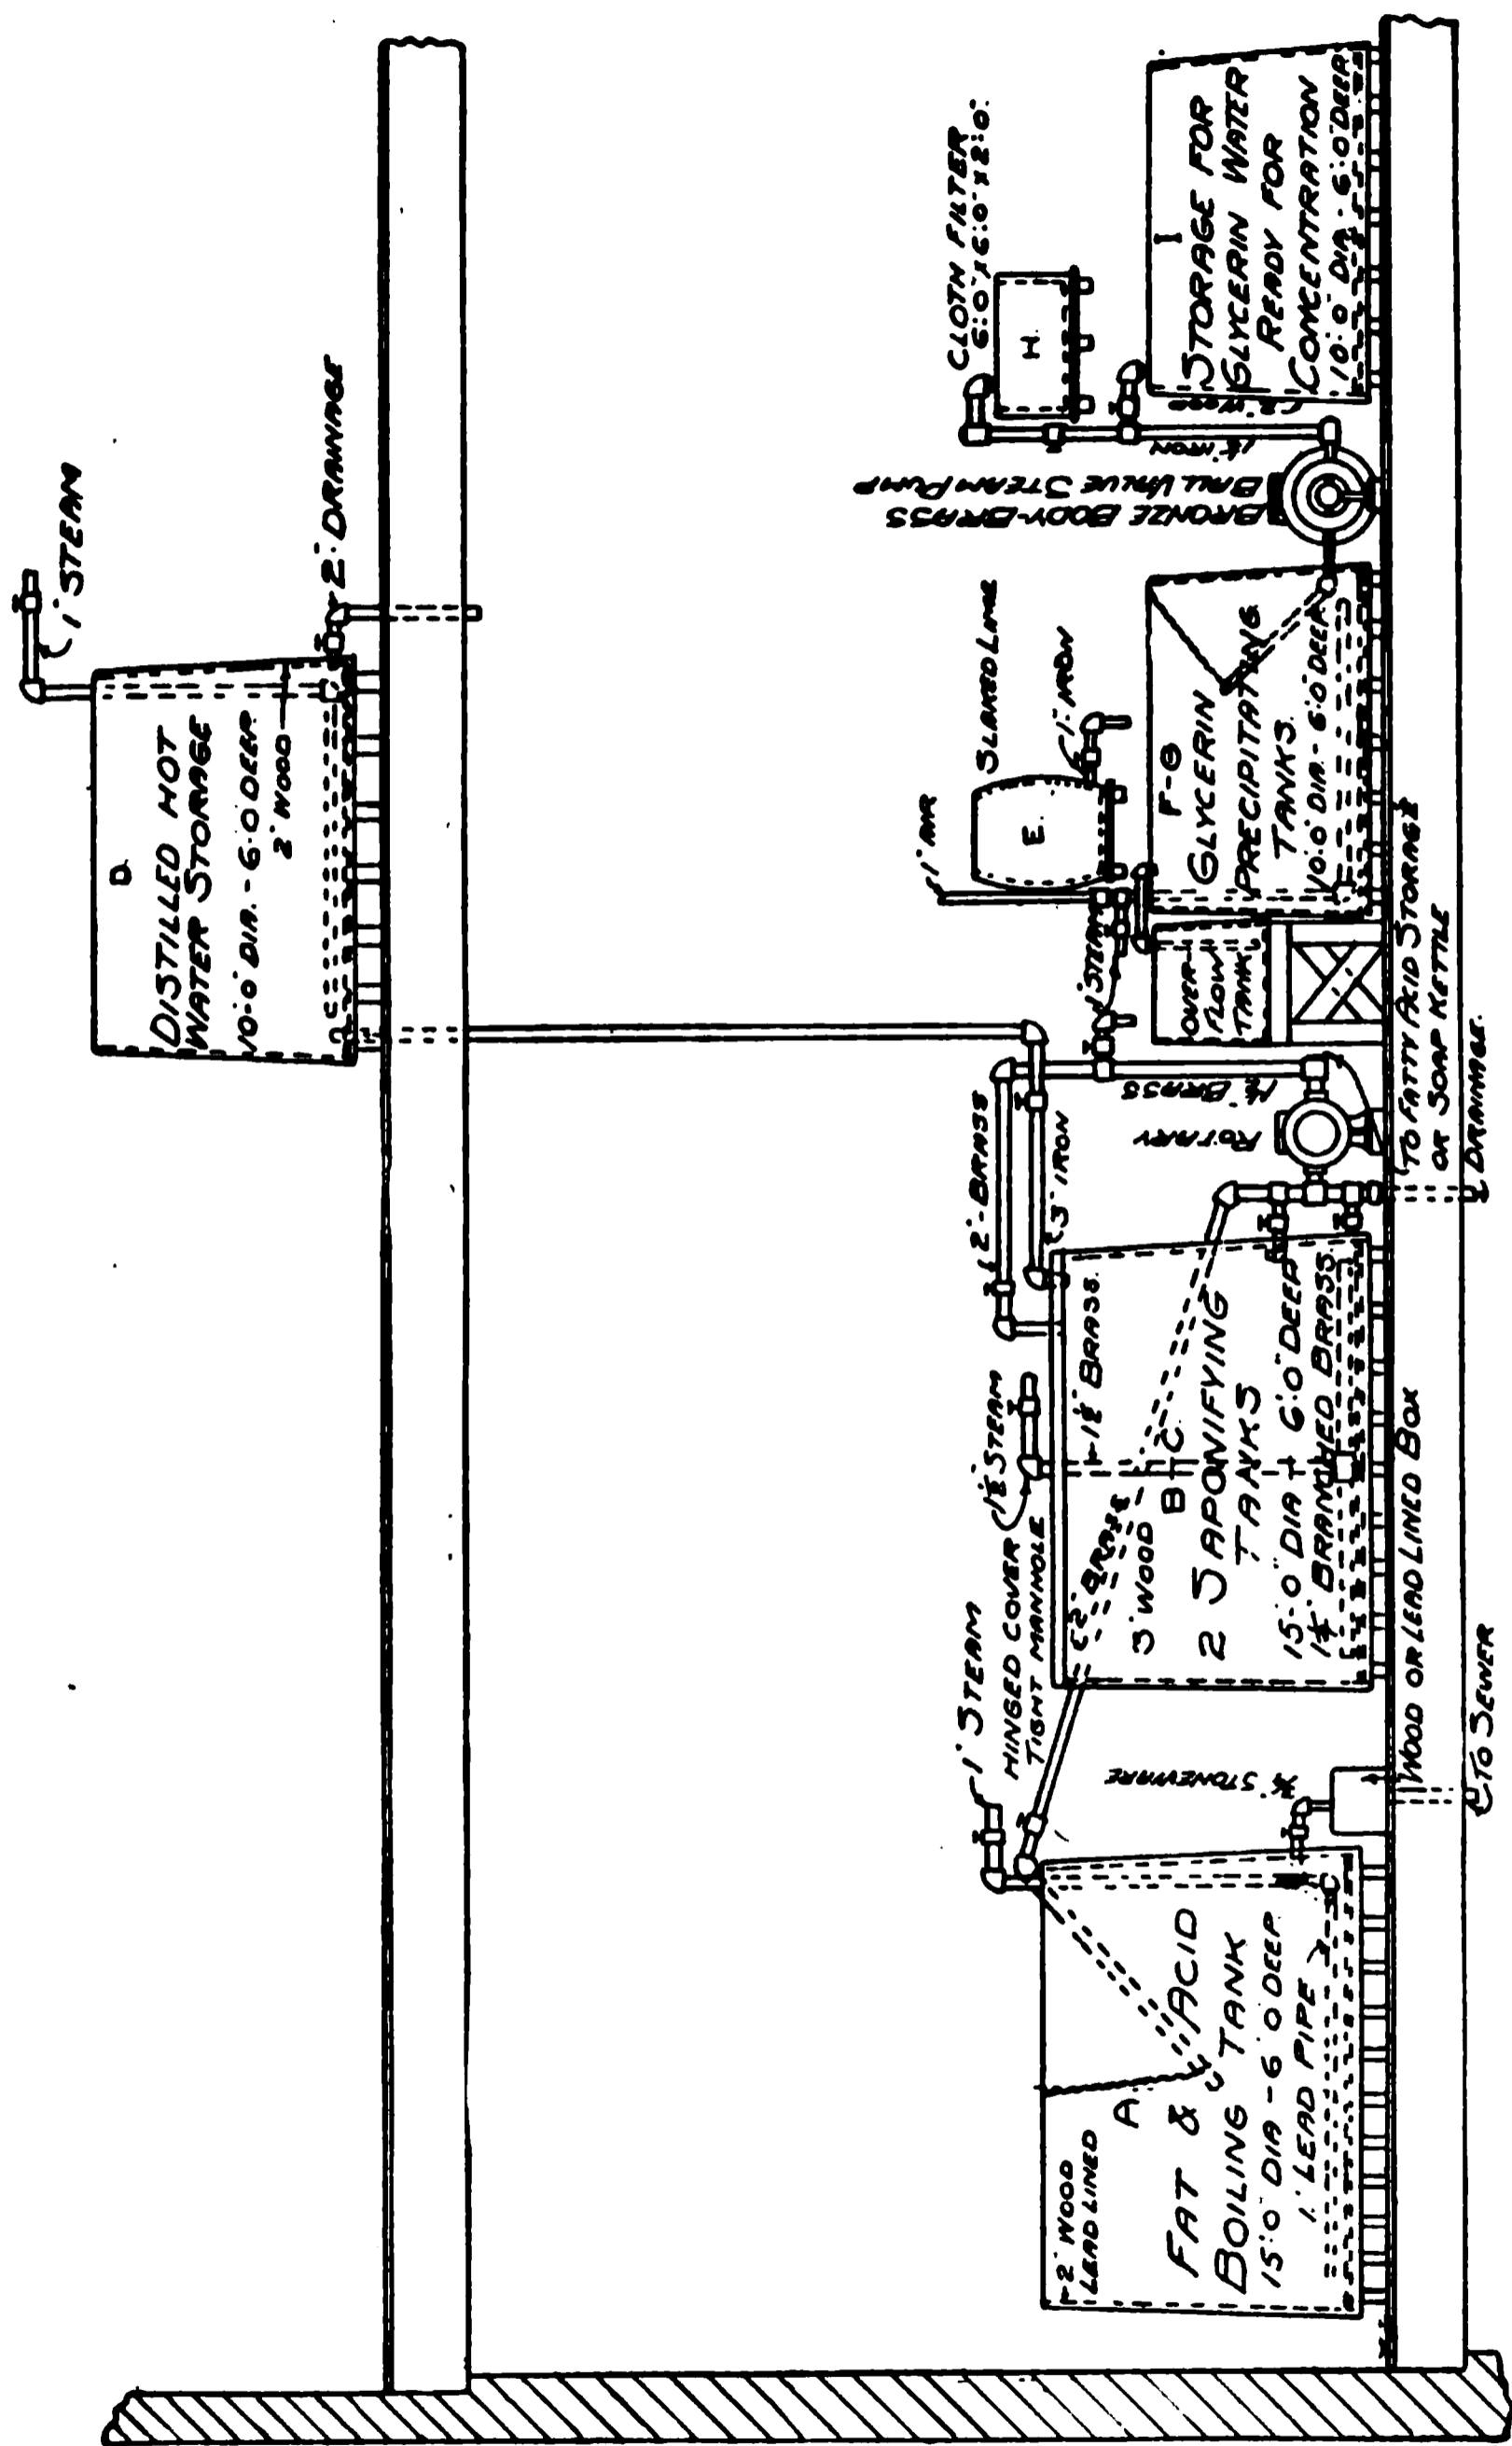 1" STEAM
D
DISTILLED HOT
WATER STORAGE
10-0 DIA. - 6-0 DEEP
2" WOOD
2" DRAINAGE
1" STEAM
HINGED COVER
TIGHT MANHOLE
1½" STEAM
2"-BRASS
3" IRON
1" AIR
SLAKED LIME
E.
1"-IRON
CLOTH FILTER
6:0"x6:0"x2:0"
H.
2" WOOD
LEAD LINED
A.
FAT & ACID
BOILING TANK
15'0" DIA - 6'0 DEEP
1" LEAD PIPE
STONEWARE
2" BRASS
1½" BRASS.
3" WOOD
B C.
2 SAPONIFYING
TANKS
15-0" DIA + 6'0" DEEP
1¼" BRANCHED BRASS.
ROTARY
BRASS
1" STEAM
OVER-
FLOW
TANK
F-G
GLYCERIN
PRECIPITATING
TANKS.
10:0" DIA. - 6:0" DEEP
BRONZE BODY-BRASS
BALL VALVE STEAM PUMP
IRON
2" WOOD
I
STORAGE FOR
GLYCERIN WATER
READY FOR
CONCENTRATION
10:0" DIA - 6:0" DEEP
WOOD OR LEAD LINED BOX
TO SEWER
TO FATTY ACID STORAGE
OR SOAP KETTLE
DRAINAGE.